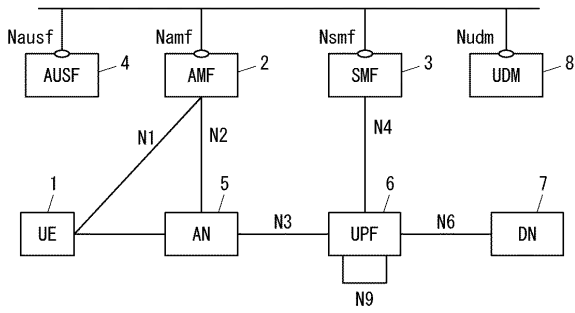 Nausf Namf Nsmf Nudm
AUSF 4 AMF 2 SMF 3 UDM 8
N1 N2 N4
1 5 6 7
UE AN N3 UPF N6 DN
N9